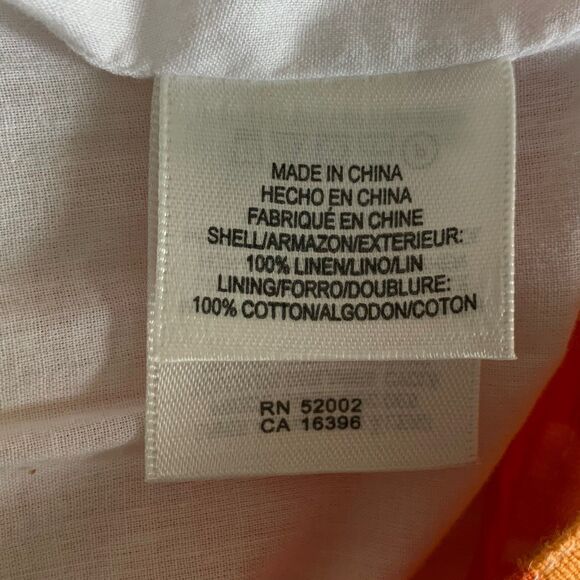 MADE IN CHINA
HECHO EN CHINA
FABRIQUÉ EN CHINE
SHELL/ARMAZON/EXTERIEUR:
100% LINEN/LINO/LIN
LINING/FORRO/DOUBLURE:
100% COTTON/ALGODON/COTON
RN 52002
CA 16396